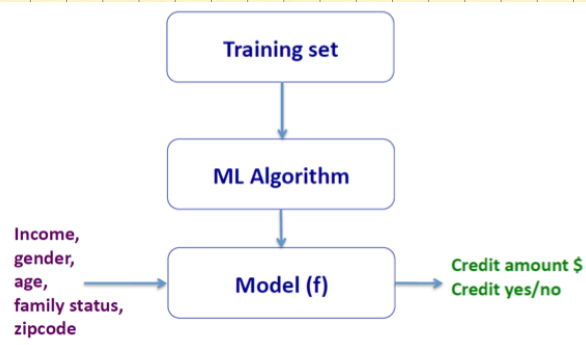 Training set
ML Algorithm
Income,
gender,
age,
family status,
zipcode
Model (f)
Credit amount $
Credit yes/no